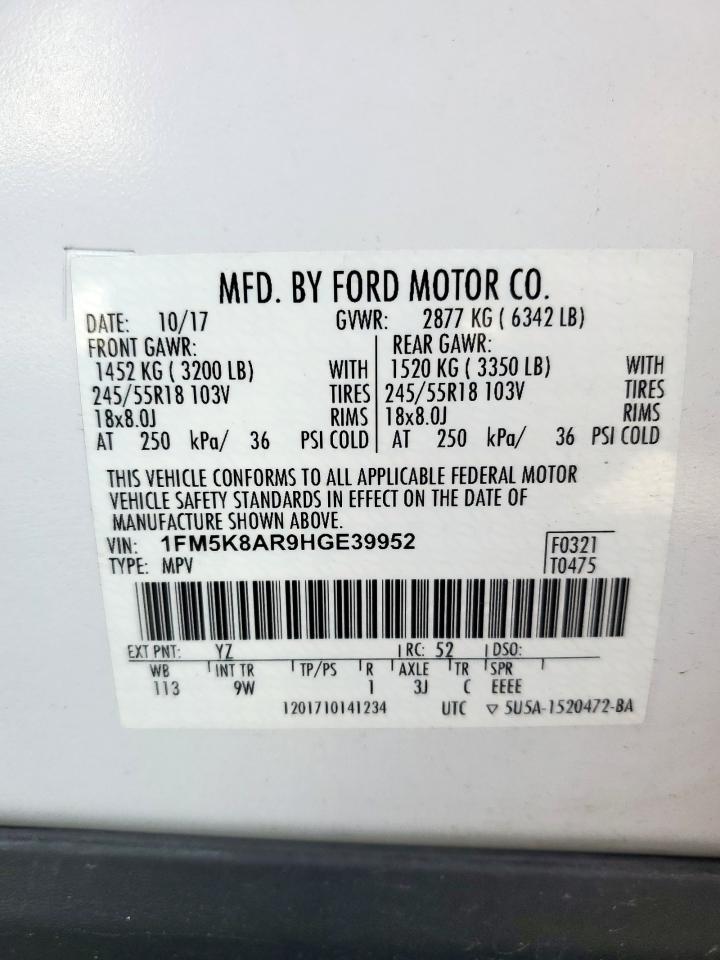 MFD. BY FORD MOTOR CO.
DATE: 10/17 GVWR: 2877 KG ( 6342 LB)
FRONT GAWR: REAR GAWR:
1452 KG ( 3200 LB) WITH 1520 KG ( 3350 LB) WITH
245/55R18 103V TIRES 245/55R18 103V TIRES
18x8.0J RIMS 18x8.0J RIMS
AT 250 kPa/ 36 PSI COLD AT 250 kPa/ 36 PSI COLD
THIS VEHICLE CONFORMS TO ALL APPLICABLE FEDERAL MOTOR
VEHICLE SAFETY STANDARDS IN EFFECT ON THE DATE OF
MANUFACTURE SHOWN ABOVE.
VIN: 1FM5K8AR9HGE39952 F0321
TYPE: MPV T0475
EXT PNT: YZ RC: 52 DSO:
WB INT TR TP/PS R AXLE TR SPR
113 9W 1 3J C EEEE
1201710141234 UTC ▽ 5U5A-1520472-BA